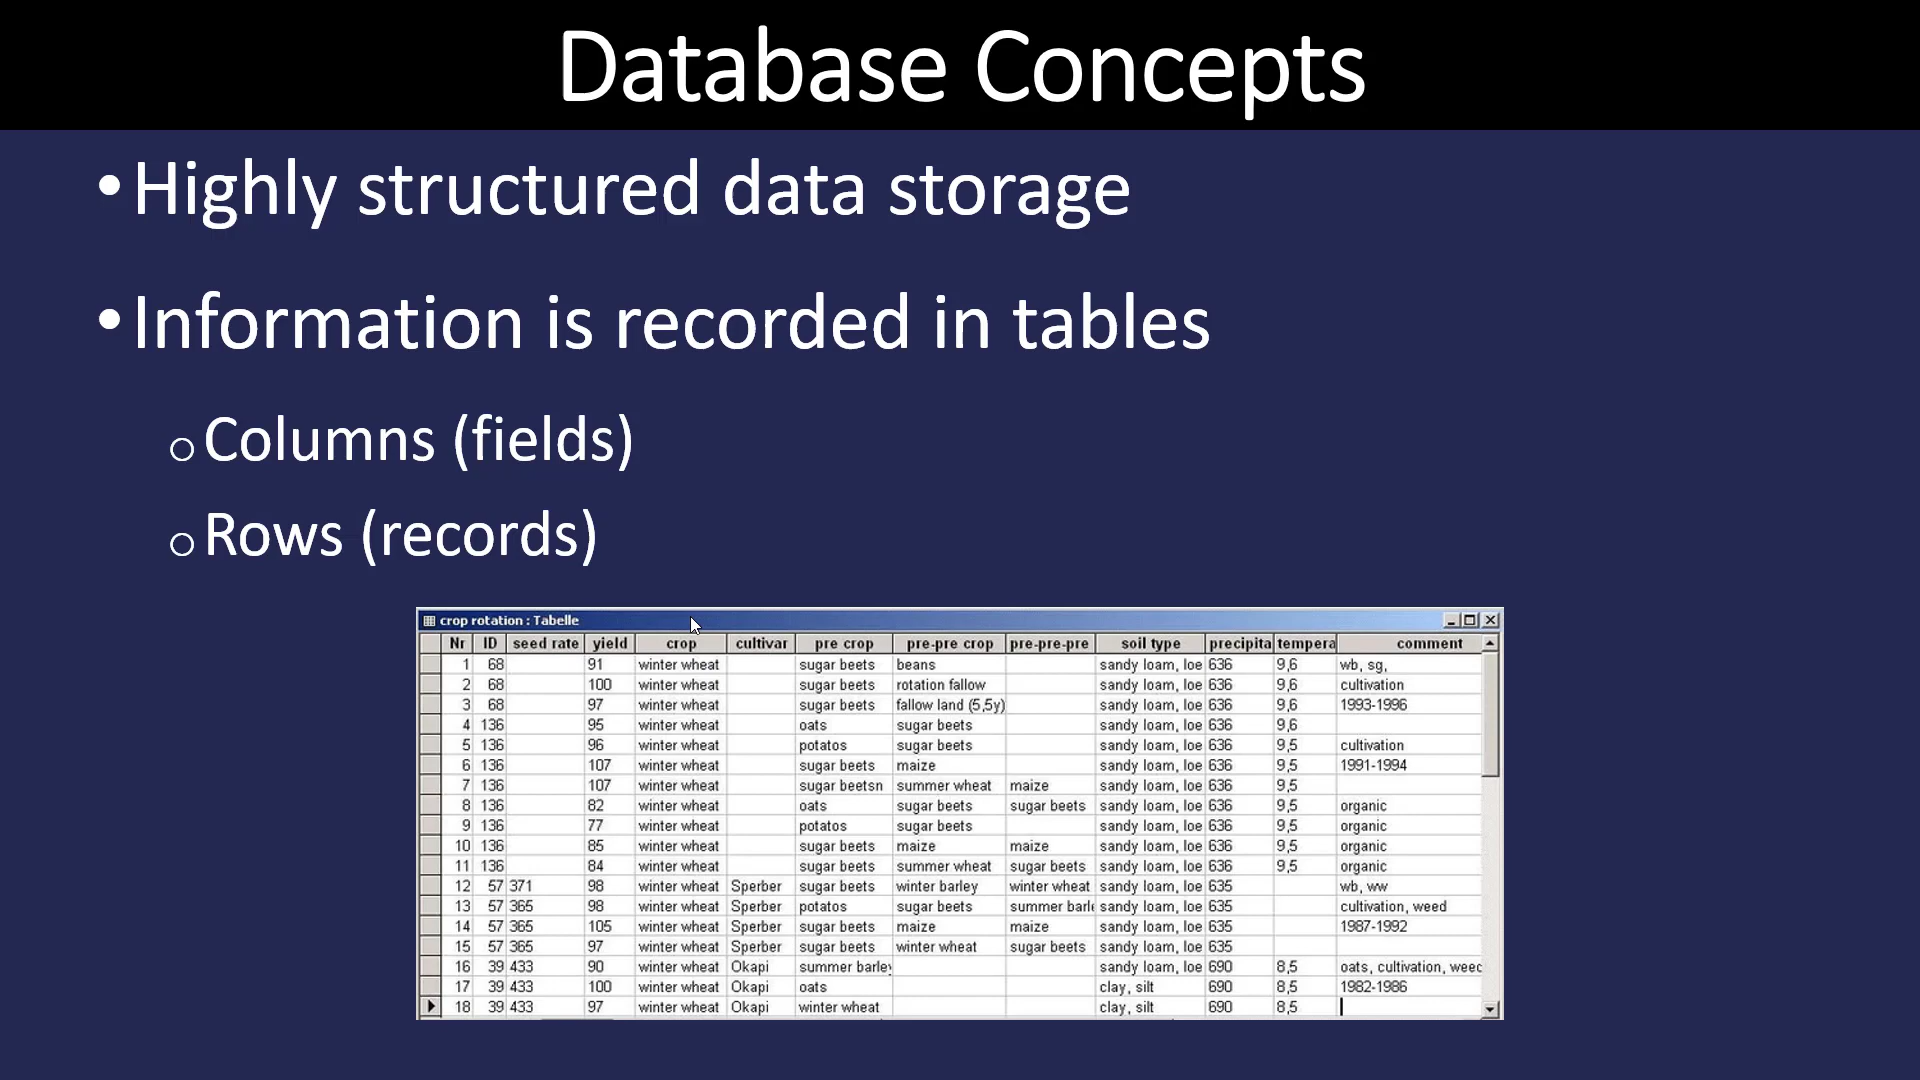 Database Concepts
•Highly structured data storage
•Information is recorded in tables
oColumns (fields)
oRows (records)
crop rotation : Tabelle
Nr ID seed rate yield crop cultivar pre crop pre-pre crop pre-pre-pre soil type precipita tempera comment
1 68 91 winter wheat sugar beets beans sandy loam, loe 636 9,6 wb, sg,
2 68 100 winter wheat sugar beets rotation fallow sandy loam, loe 636 9,6 cultivation
3 68 97 winter wheat sugar beets fallow land (5,5y) sandy loam, loe 636 9,6 1993-1996
4 136 95 winter wheat oats sugar beets sandy loam, loe 636 9,6
5 136 96 winter wheat potatos sugar beets sandy loam, loe 636 9,5 cultivation
6 136 107 winter wheat sugar beets maize sandy loam, loe 636 9,5 1991-1994
7 136 107 winter wheat sugar beetsn summer wheat maize sandy loam, loe 636 9,5
8 136 82 winter wheat oats sugar beets sugar beets sandy loam, loe 636 9,5 organic
9 136 77 winter wheat potatos sugar beets sandy loam, loe 636 9,5 organic
10 136 85 winter wheat sugar beets maize maize sandy loam, loe 636 9,5 organic
11 136 84 winter wheat sugar beets summer wheat sugar beets sandy loam, loe 636 9,5 organic
12 57 371 98 winter wheat Sperber sugar beets winter barley winter wheat sandy loam, loe 635 wb, ww
13 57 365 98 winter wheat Sperber potatos sugar beets summer barle sandy loam, loe 635 cultivation, weed
14 57 365 105 winter wheat Sperber sugar beets maize maize sandy loam, loe 635 1987-1992
15 57 365 97 winter wheat Sperber sugar beets winter wheat sugar beets sandy loam, loe 635
16 39 433 90 winter wheat Okapi summer barley sandy loam, loe 690 8,5 oats, cultivation, weed
17 39 433 100 winter wheat Okapi oats clay, silt 690 8,5 1982-1986
18 39 433 97 winter wheat Okapi winter wheat clay, silt 690 8,5